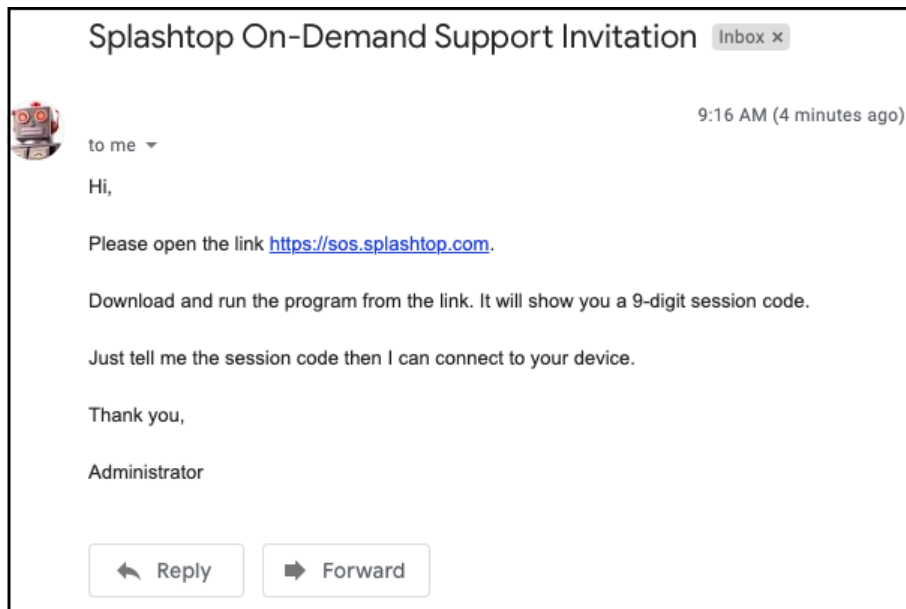 Splashtop On-Demand Support Invitation Inbox ×
9:16 AM (4 minutes ago)
to me
Hi,
Please open the link https://sos.splashtop.com.
Download and run the program from the link. It will show you a 9-digit session code.
Just tell me the session code then I can connect to your device.
Thank you,
Administrator
Reply Forward